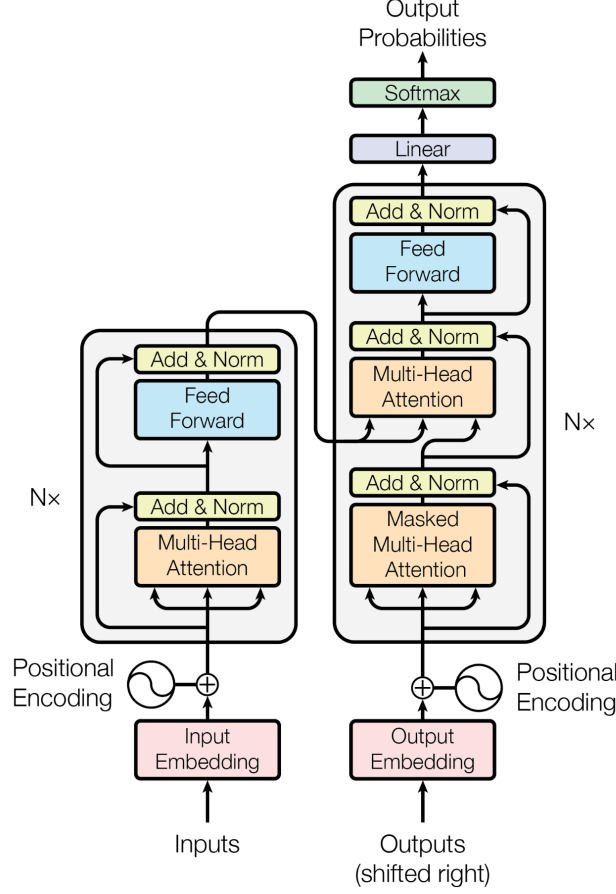 Output
Probabilities
Softmax
Linear
Add & Norm
Feed
Forward
Add & Norm
Multi-Head
Attention
Add & Norm
Masked
Multi-Head
Attention
N×
Add & Norm
Feed
Forward
Add & Norm
Multi-Head
Attention
N×
Positional
Encoding
Positional
Encoding
Input
Embedding
Output
Embedding
Inputs
Outputs
(shifted right)